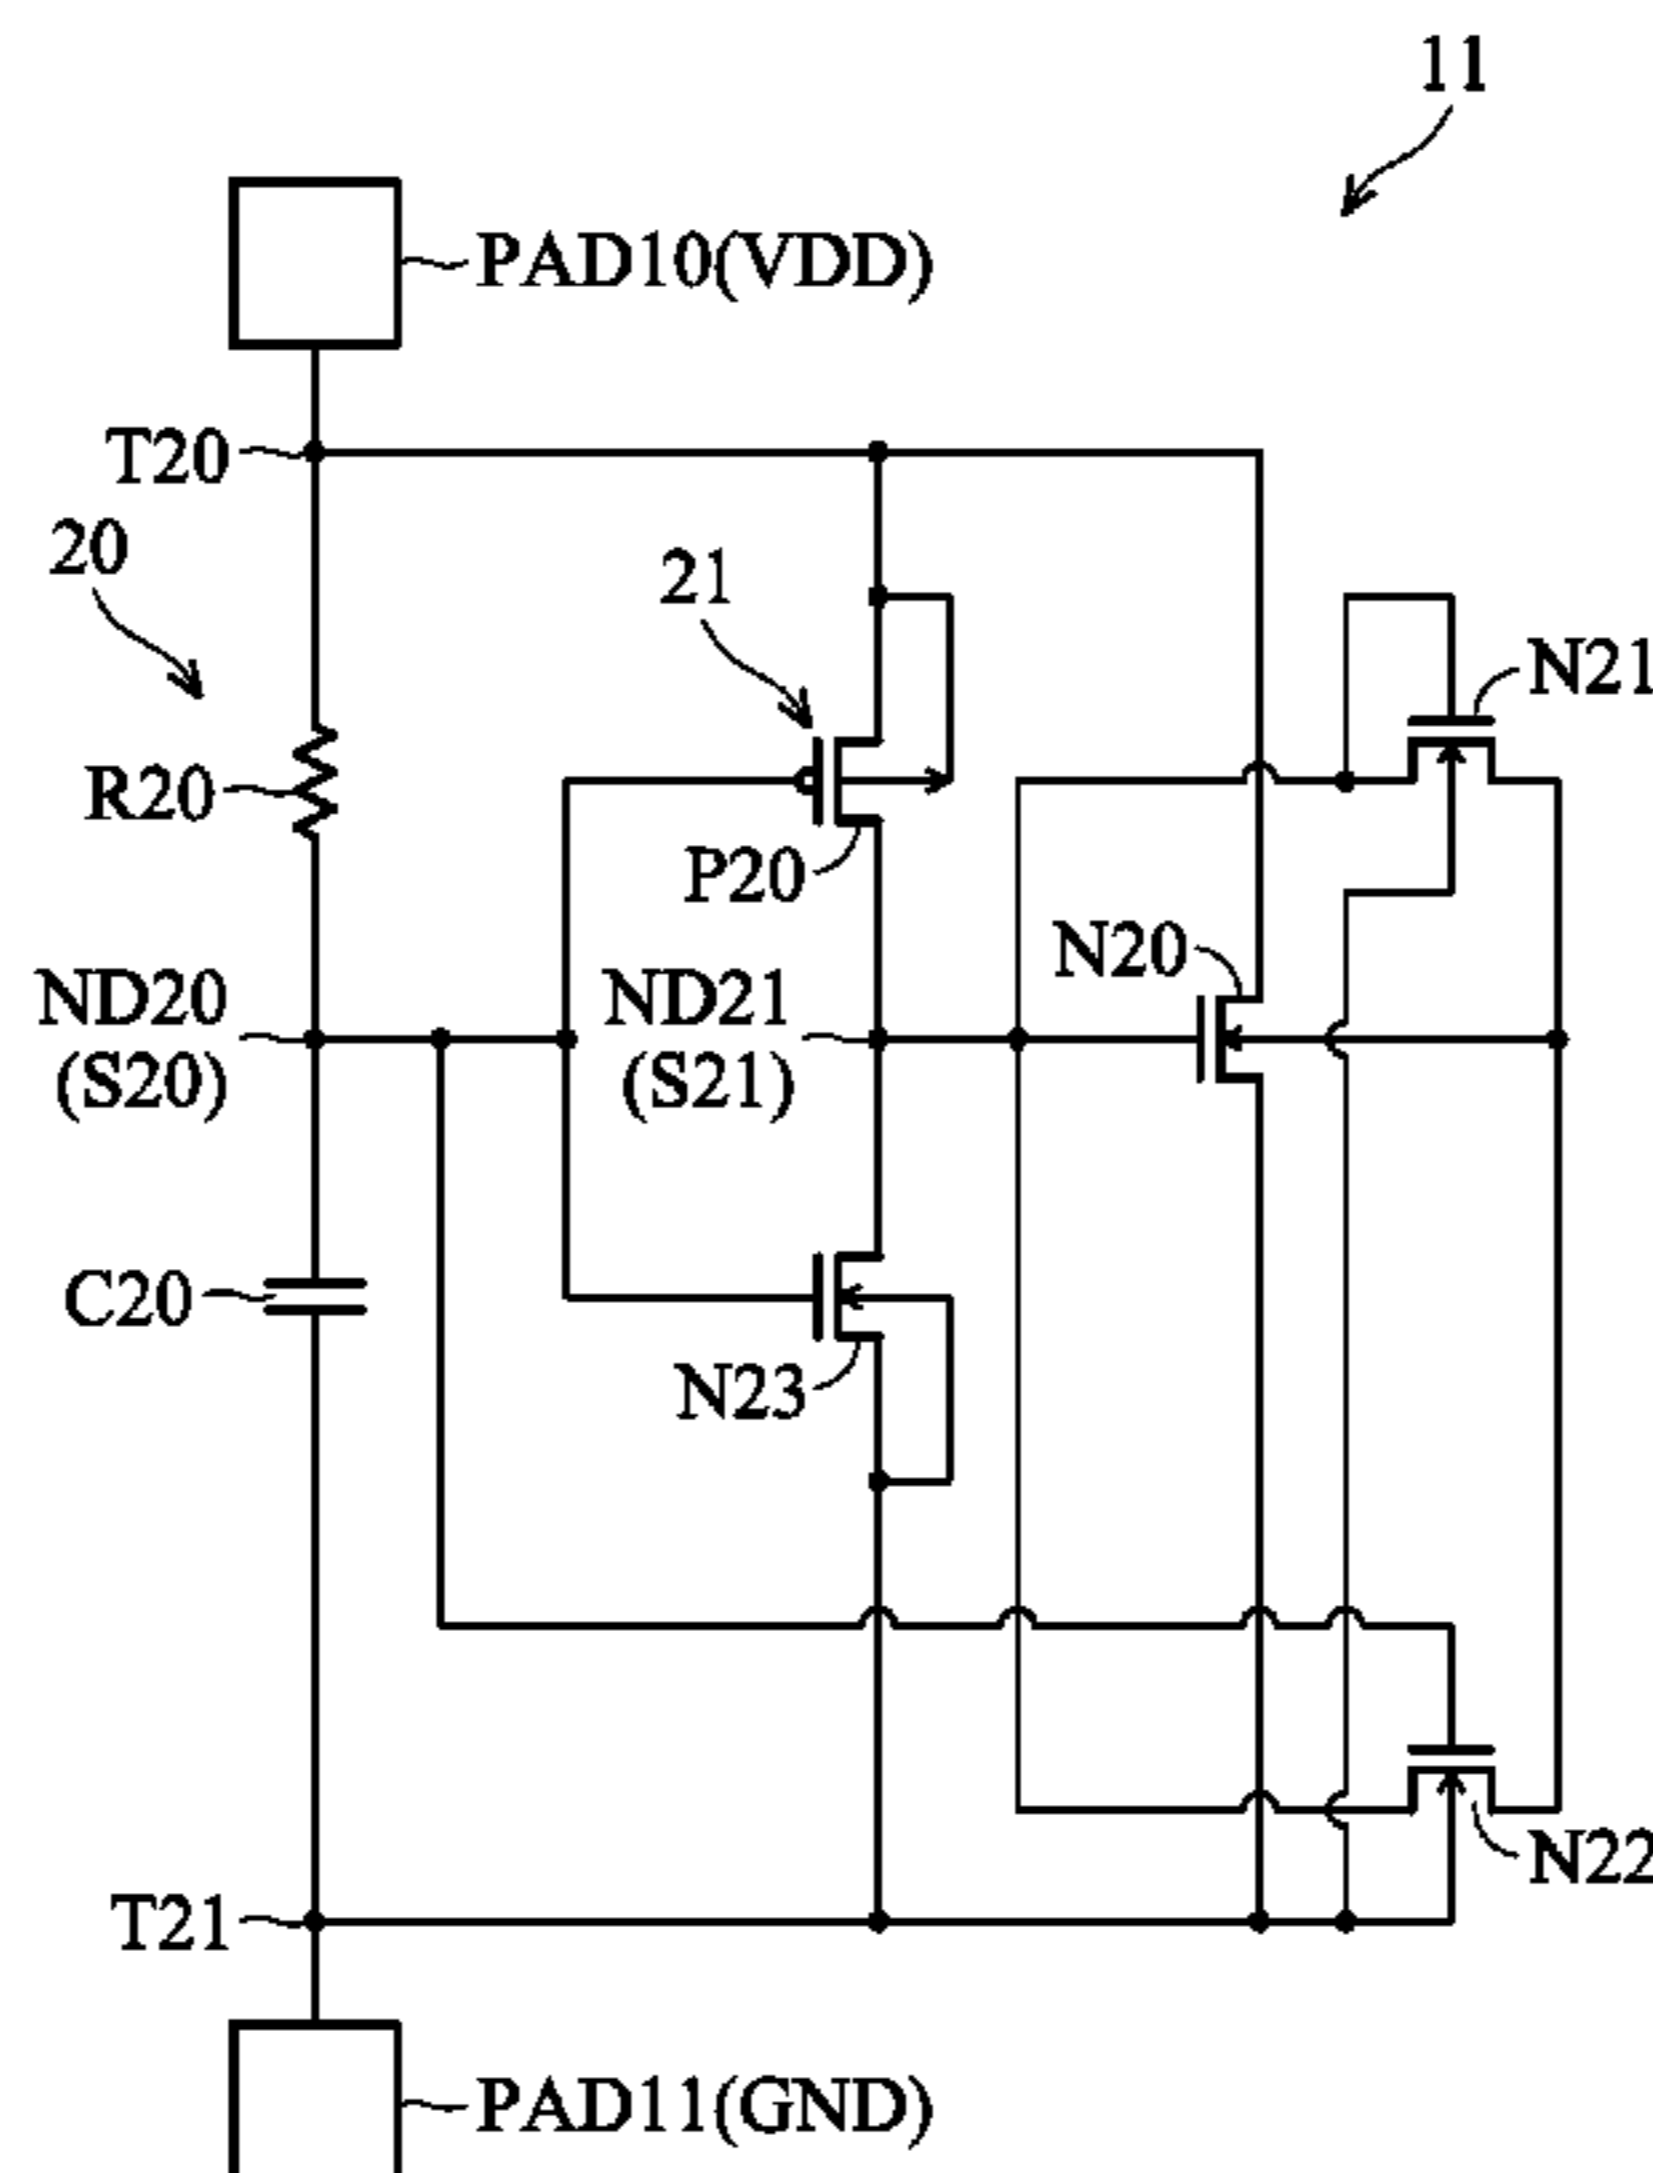 11
PAD10(VDD)
T20
20
21
N21
R20
P20
N20
ND20
(S20)
ND21
(S21)
C20
N23
N22
T21
PAD11(GND)